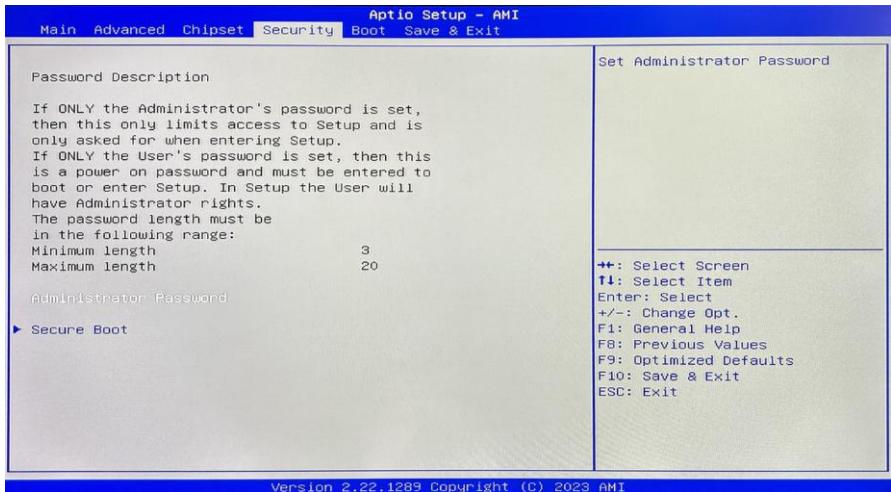 Aptio Setup – AMI
Main Advanced Chipset Security Boot Save & Exit
Password Description
If ONLY the Administrator's password is set,
then this only limits access to Setup and is
only asked for when entering Setup.
If ONLY the User's password is set, then this
is a power on password and must be entered to
boot or enter Setup. In Setup the User will
have Administrator rights.
The password length must be
in the following range:
Minimum length 3
Maximum length 20
Administrator Password
► Secure Boot
Set Administrator Password
→←: Select Screen
↑↓: Select Item
Enter: Select
+/-: Change Opt.
F1: General Help
F8: Previous Values
F9: Optimized Defaults
F10: Save & Exit
ESC: Exit
Version 2.22.1289 Copyright (C) 2023 AMI